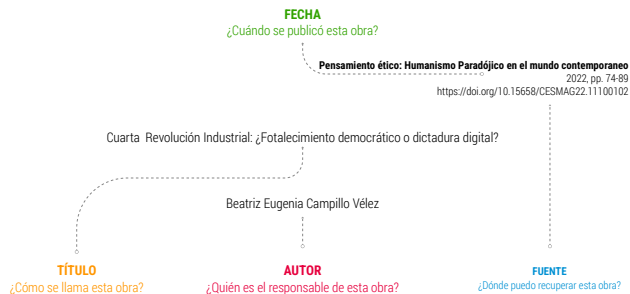 FECHA
¿Cuándo se publicó esta obra?
Pensamiento ético: Humanismo Paradójico en el mundo contemporaneo
2022, pp. 74-89
https://doi.org/10.15658/CESMAG22.11100102
Cuarta Revolución Industrial: ¿Fotalecimiento democrático o dictadura digital?
Beatriz Eugenia Campillo Vélez
TÍTULO
¿Cómo se llama esta obra?
AUTOR
¿Quién es el responsable de esta obra?
FUENTE
¿Dónde puedo recuperar esta obra?